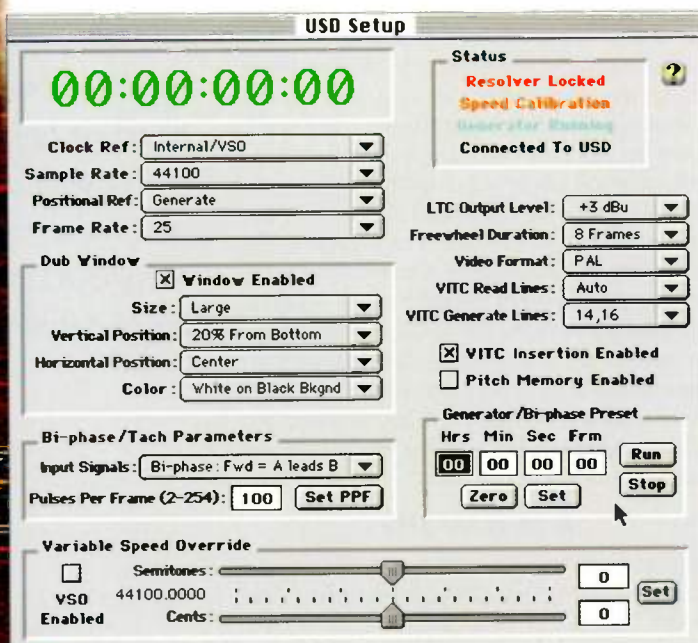 USD Setup
00:00:00:00
Status
Resolver Locked
Speed Calibration
Generator Running
Connected To USD
?
Clock Ref: Internal/VSO
Sample Rate: 44100
Positional Ref: Generate
Frame Rate: 25
LTC Output Level: +3 dBu
Freewheel Duration: 8 Frames
Video Format: PAL
VITC Read Lines: Auto
VITC Generate Lines: 14,16
Dub Window
Window Enabled
Size: Large
Vertical Position: 20% From Bottom
Horizontal Position: Center
Color: White on Black Bkgnd
VITC Insertion Enabled
Pitch Memory Enabled
Generator/Bi-phase Preset
Hrs Min Sec Frm
00 00 00 00
Run
Stop
Zero Set
Bi-phase/Tach Parameters
Input Signals: Bi-phase: Fwd = A leads B
Pulses Per Frame (2-254): 100 Set PPF
Variable Speed Override
VSO
Enabled
Semitones: 0
44100.0000
Cents: 0
Set